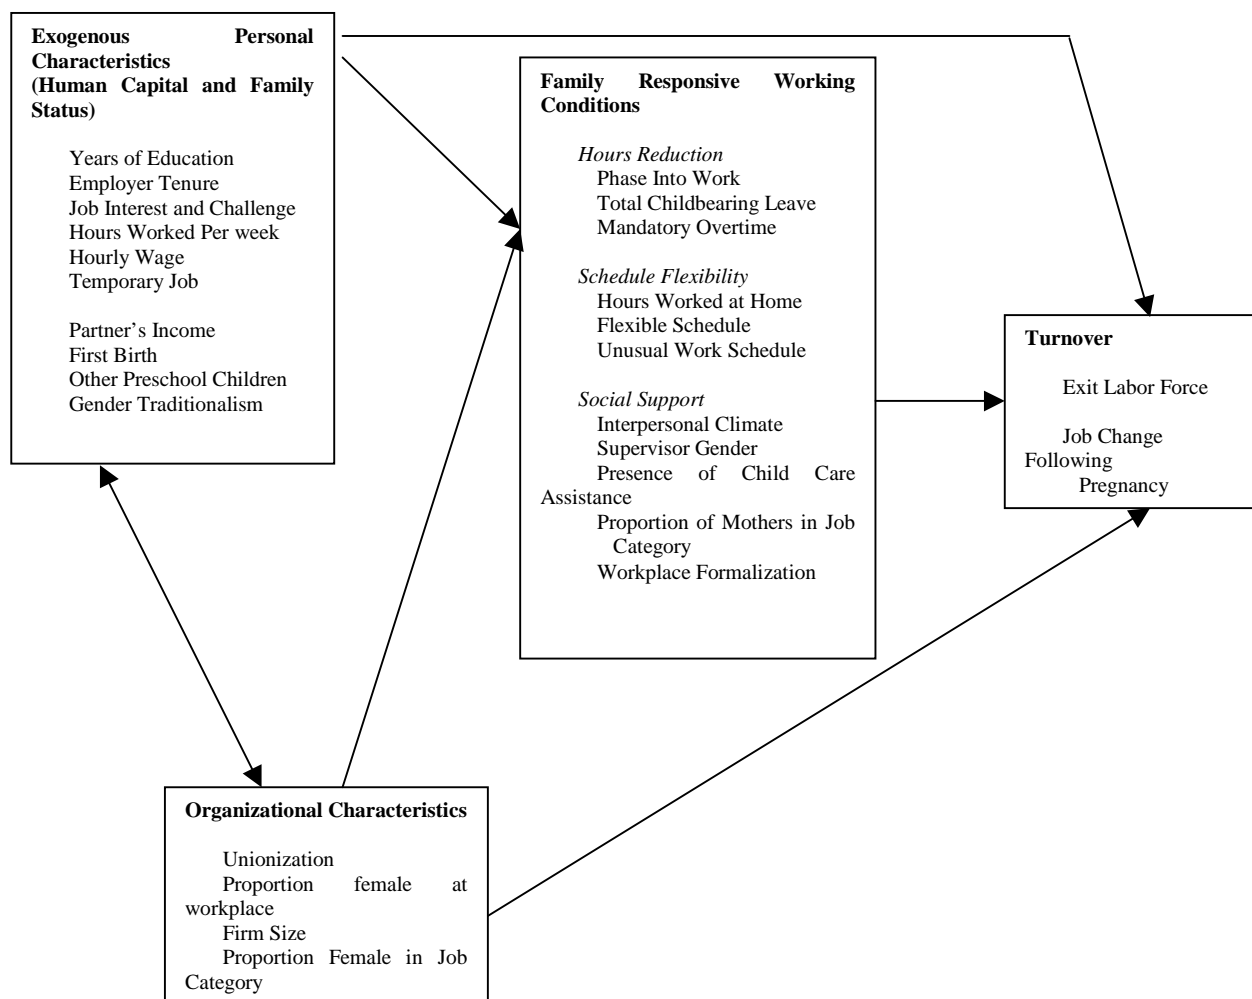 Exogenous Personal
Characteristics
(Human Capital and Family
Status)
Years of Education
Employer Tenure
Job Interest and Challenge
Hours Worked Per week
Hourly Wage
Temporary Job
Partner’s Income
First Birth
Other Preschool Children
Gender Traditionalism
Family Responsive Working
Conditions
Hours Reduction
Phase Into Work
Total Childbearing Leave
Mandatory Overtime
Schedule Flexibility
Hours Worked at Home
Flexible Schedule
Unusual Work Schedule
Social Support
Interpersonal Climate
Supervisor Gender
Presence of Child Care
Assistance
Proportion of Mothers in Job
Category
Workplace Formalization
Turnover
Exit Labor Force
Job Change
Following
Pregnancy
Organizational Characteristics
Unionization
Proportion female at
workplace
Firm Size
Proportion Female in Job
Category